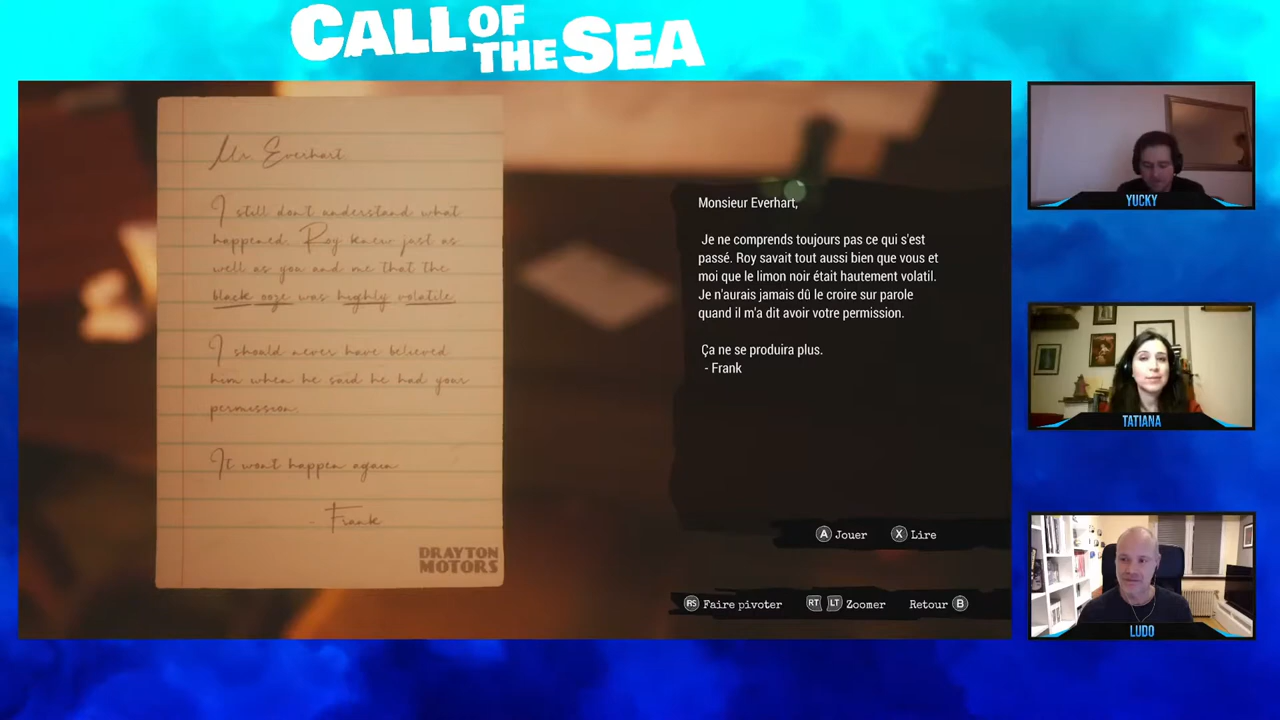 CALL OF THE SEA
Mr. Everhart
I still don't understand what
happened. Roy knew just as
well as you and me that the
black ooze was highly volatile.
I should never have believed
him when he said he had your
permission.
It wont happen again.
- Frank
DRAYTON
MOTORS
Monsieur Everhart,
Je ne comprends toujours pas ce qui s'est
passé. Roy savait tout aussi bien que vous et
moi que le limon noir était hautement volatil.
Je n'aurais jamais dû le croire sur parole
quand il m'a dit avoir votre permission.
Ça ne se produira plus.
- Frank
A Jouer X Lire
RS Faire pivoter RT LT Zoomer Retour B
YUCKY
TATIANA
LUDO